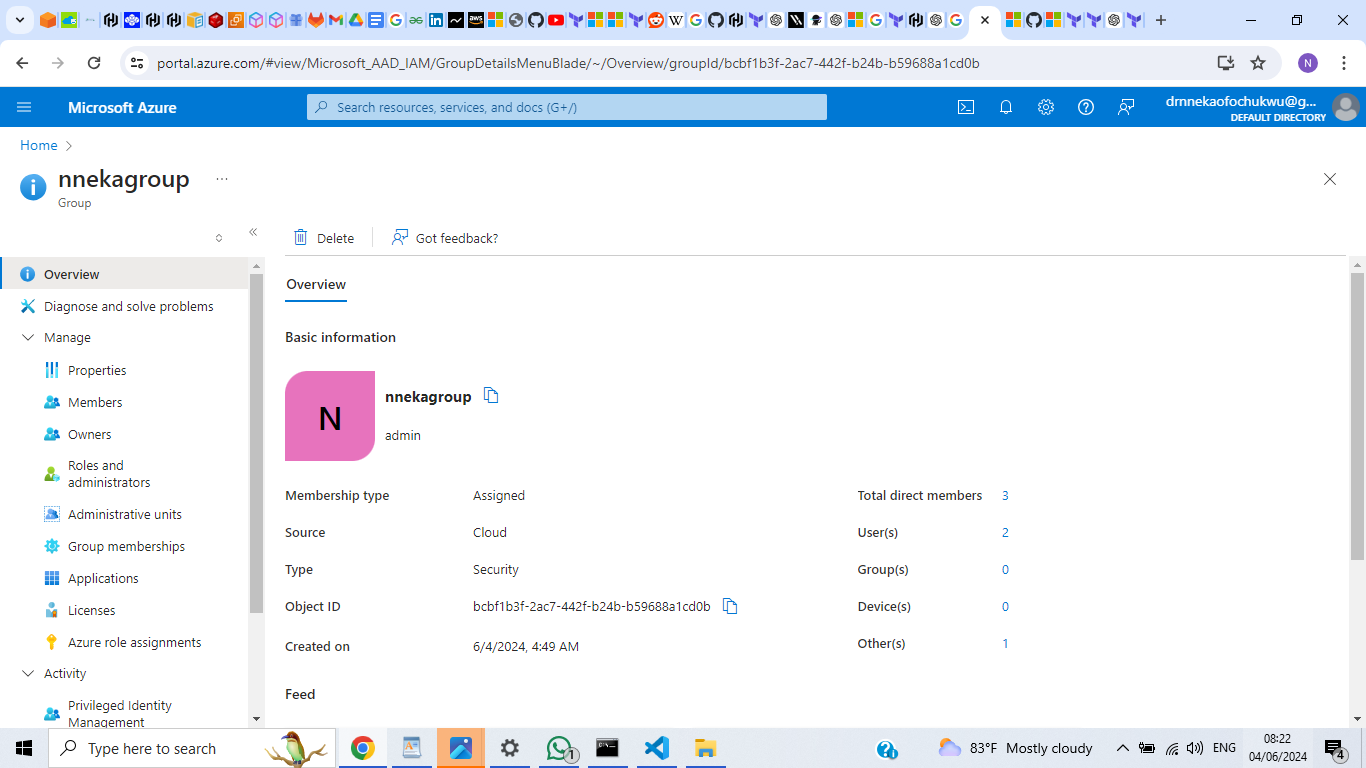 portal.azure.com/#view/Microsoft_AAD_IAM/GroupDetailsMenuBlade/~/Overview/groupId/bcbf1b3f-2ac7-442f-b24b-b59688a1cd0b
N
Microsoft Azure
Search resources, services, and docs (G+/)
drnnekaofochukwu@g...
DEFAULT DIRECTORY
Home
nnekagroup
...
Group
Delete
Got feedback?
Overview
Diagnose and solve problems
Manage
Properties
Members
Owners
Roles and
administrators
Administrative units
Group memberships
Applications
Licenses
Azure role assignments
Activity
Privileged Identity
Management
Overview
Basic information
N
nnekagroup
admin
Membership type Assigned
Source Cloud
Type Security
Object ID bcbf1b3f-2ac7-442f-b24b-b59688a1cd0b
Created on 6/4/2024, 4:49 AM
Total direct members 3
User(s) 2
Group(s) 0
Device(s) 0
Other(s) 1
Feed
Type here to search
1
83°F Mostly cloudy
ENG
08:22
04/06/2024
4